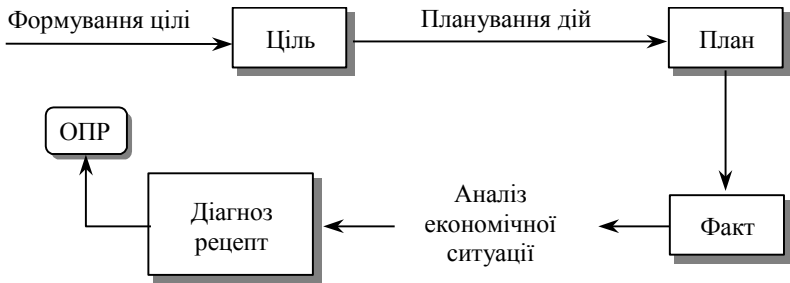 Формування цілі
Ціль
Планування дій
План
ОПР
Діагноз
рецепт
Аналіз
економічної
ситуації
Факт